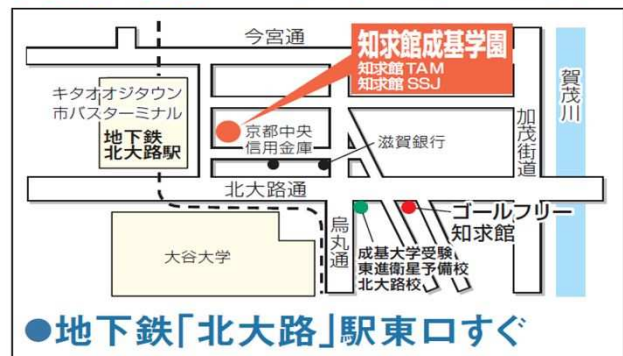 今宮通
知求館成基学園
知求館TAM
知求館SSJ
キタオオジタウン
市バスターミナル
地下鉄
北大路駅
京都中央
信用金庫
滋賀銀行
加茂街道
賀茂川
北大路通
大谷大学
烏丸通
成基大学受験
東進衛星予備校
北大路校
ゴールフリー
知求館
●地下鉄「北大路」駅東口すぐ